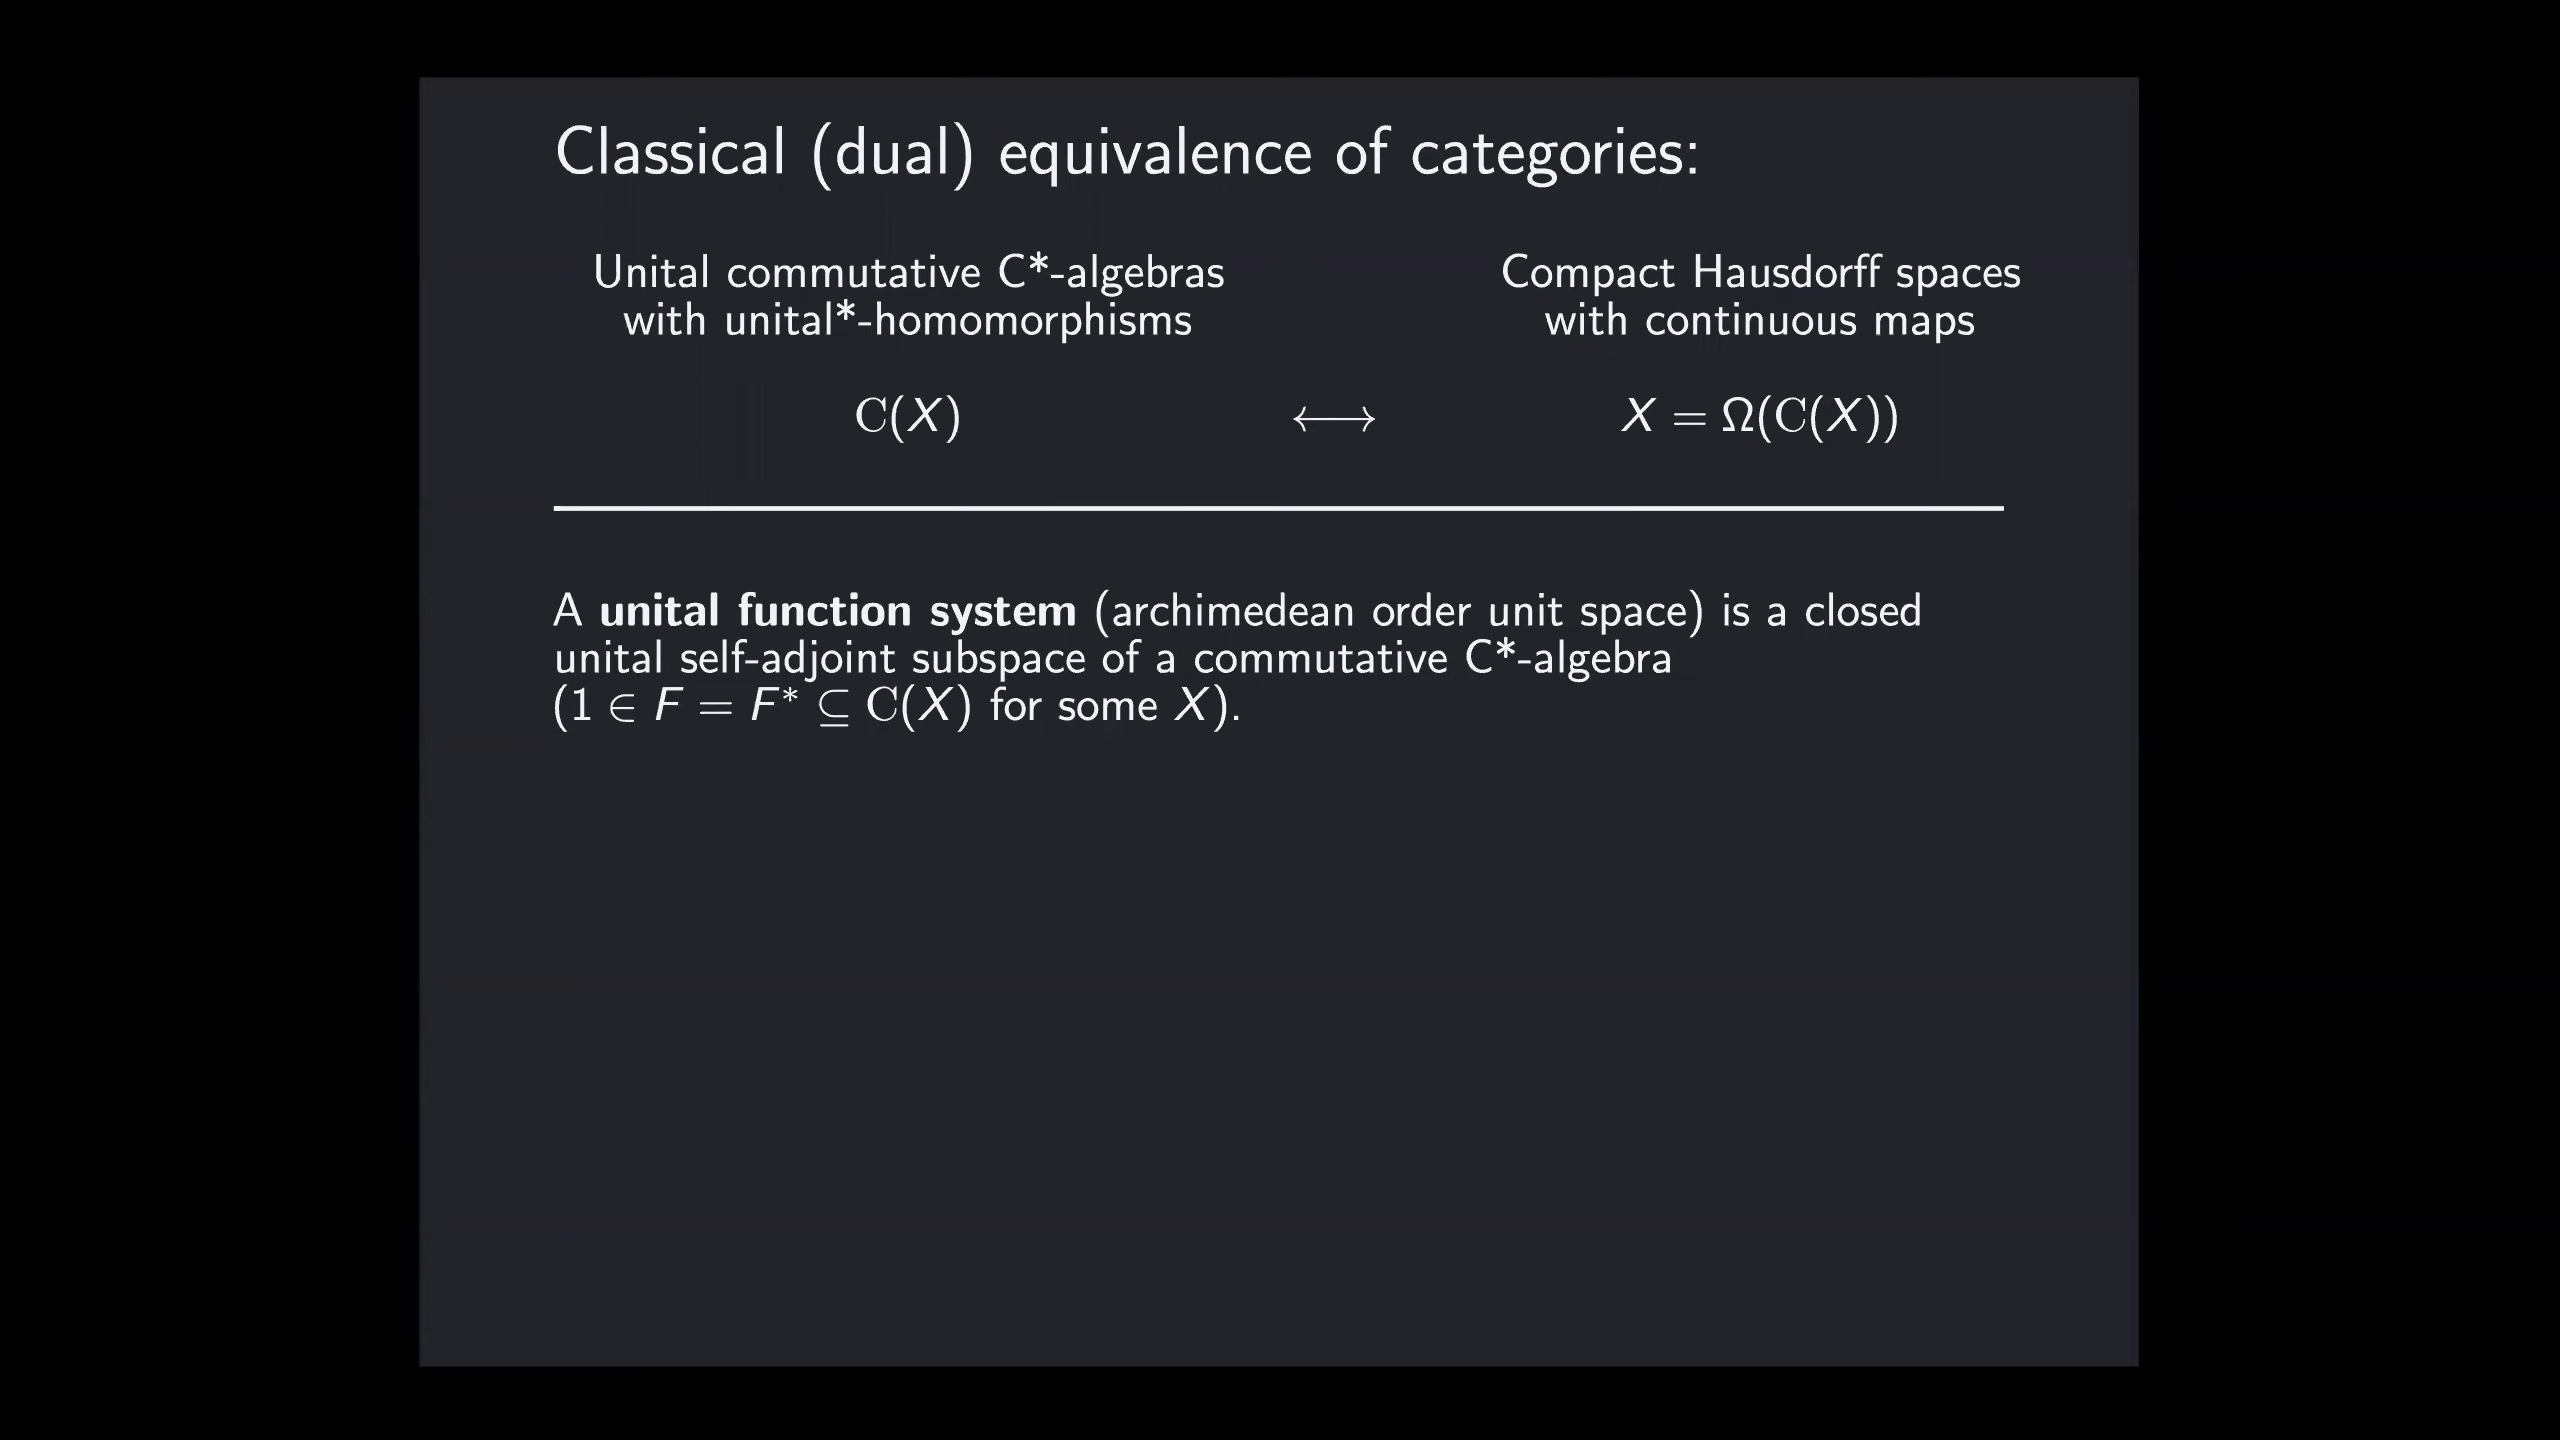 Classical (dual) equivalence of categories:
Unital commutative C*-algebras
with unital*-homomorphisms
Compact Hausdorff spaces
with continuous maps
C(X) ⟷ X = Ω(C(X))
A unital function system (archimedean order unit space) is a closed
unital self-adjoint subspace of a commutative C*-algebra
(1 ∈ F = F* ⊆ C(X) for some X).